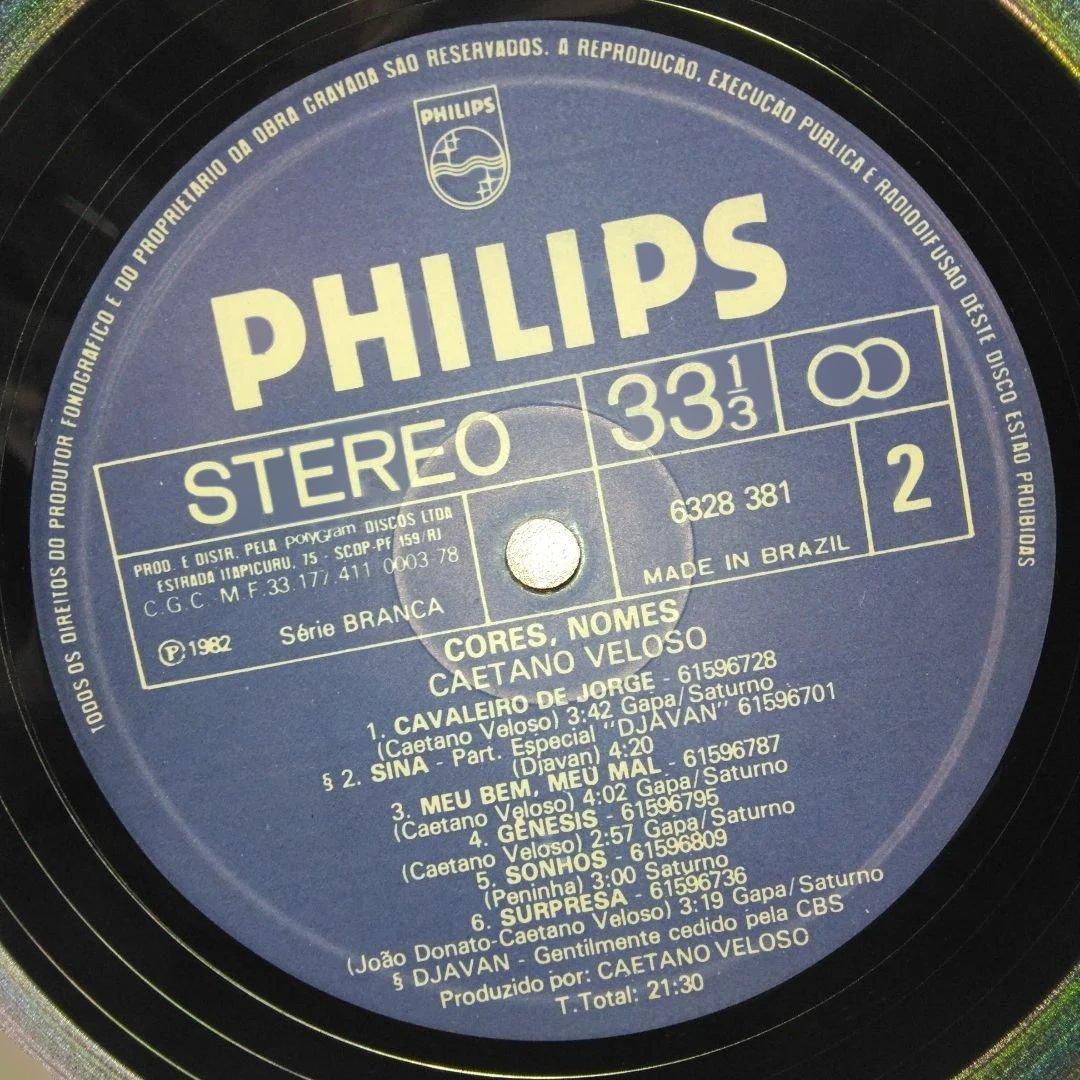 TODOS OS DIREITOS DO PRODUTOR FONOGRAFICO E DO PROPRIETARIO DA OBRA GRAVADA SAO RESERVADOS. A REPRODUÇAO, EXECUÇAO PUBLICA E RADIODIFUSAO DÊSTE DISCO ESTAO PROIBIDAS
PHILIPS
PHILIPS
STEREO 33 1/3
PROD. E DISTR. PELA polyGram DISCOS LTDA
ESTRADA ITAPICURU, 75 - SCDP-PF 159/RJ
C.G.C. M.F.33.177.411 0003-78
Ⓟ 1982 Série BRANCA
6328 381
2
MADE IN BRAZIL
CORES, NOMES
CAETANO VELOSO
1. CAVALEIRO DE JORGE - 61596728
(Caetano Veloso) 3:42 Gapa/Saturno
§ 2. SINA - Part. Especial "DJAVAN" 61596701
(Djavan) 4:20
3. MEU BEM, MEU MAL - 61596787
(Caetano Veloso) 4:02 Gapa/Saturno
4. GÊNESIS - 61596795
(Caetano Veloso) 2:57 Gapa/Saturno
5. SONHOS - 61596809
(Peninha) 3:00 Saturno
6. SURPRESA - 61596736
(João Donato-Caetano Veloso) 3:19 Gapa/Saturno
§ DJAVAN - Gentilmente cedido pela CBS
Produzido por: CAETANO VELOSO
T.Total: 21:30